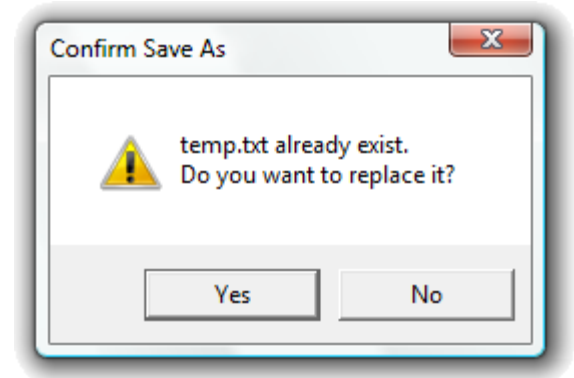 Confirm Save As
temp.txt already exist.
Do you want to replace it?
Yes
No